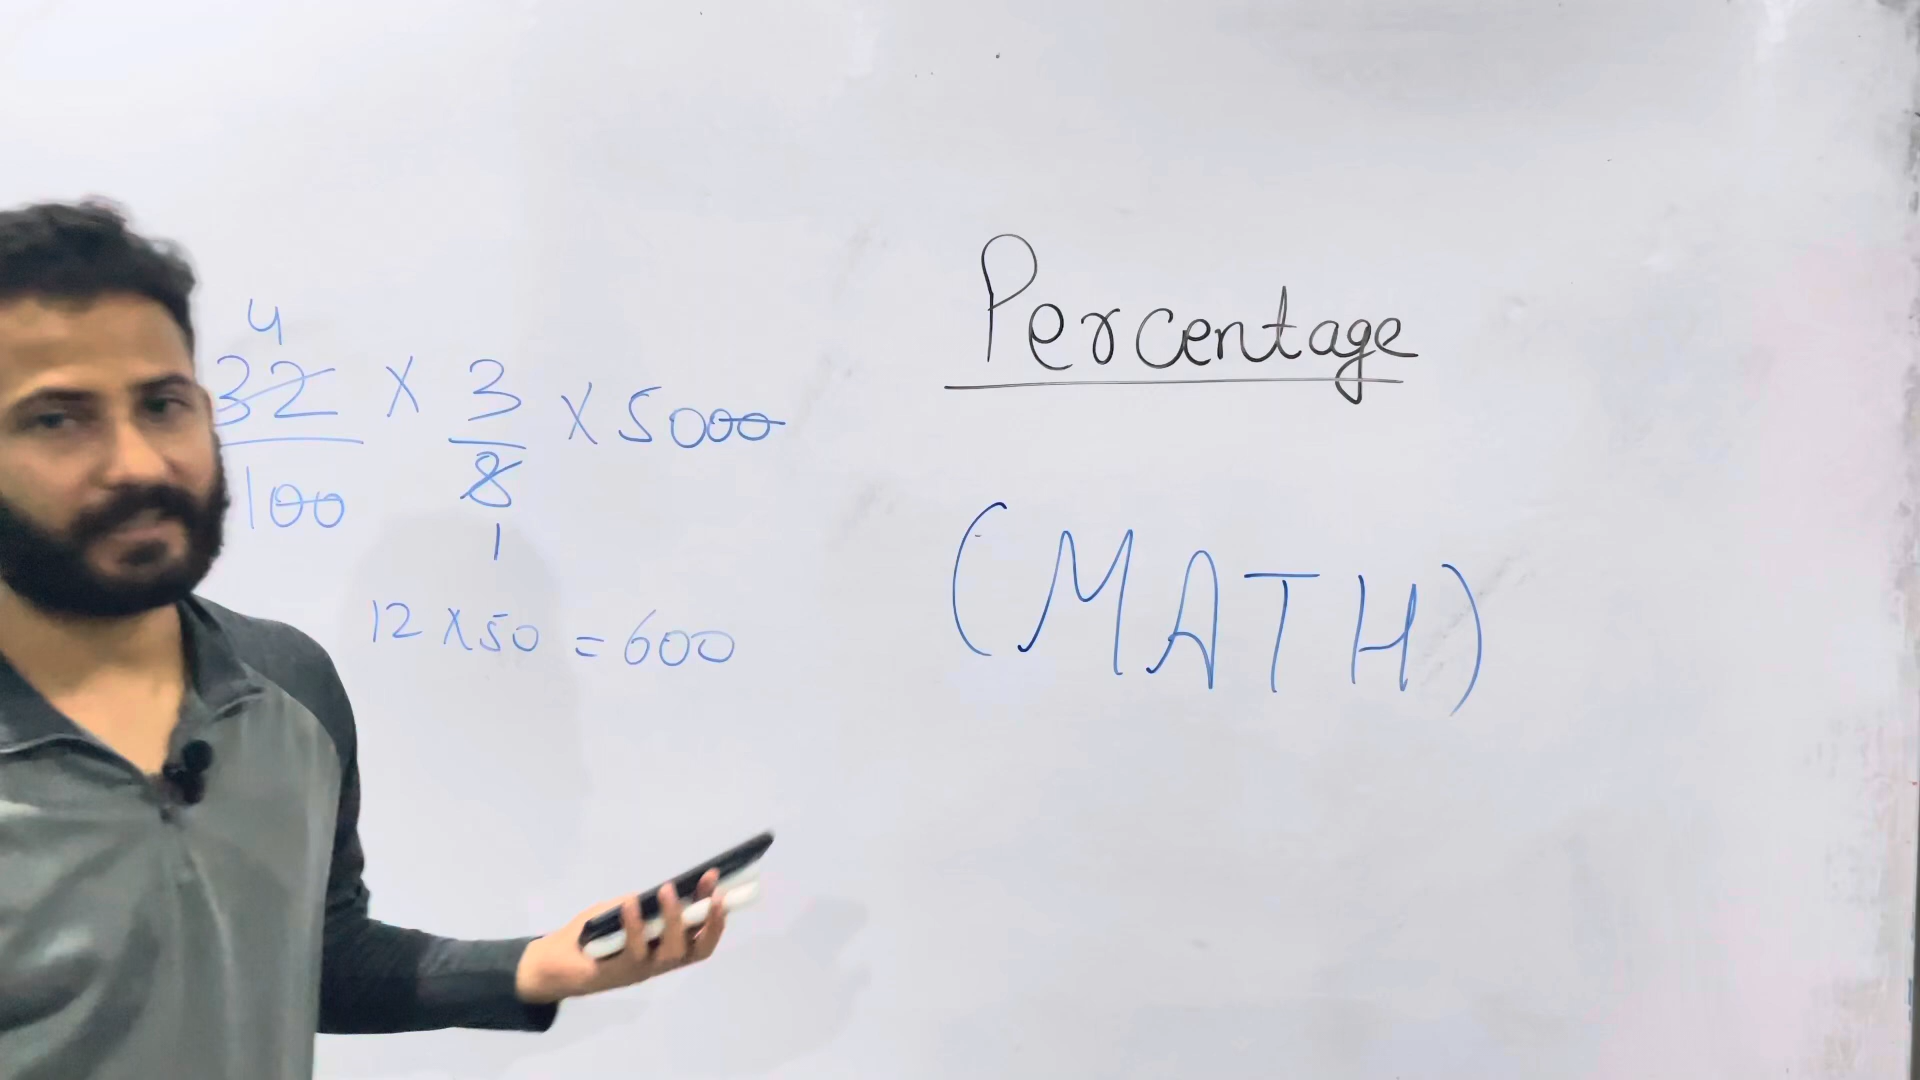 4
32/100 × 3/8 × 5000
1
12 × 50 = 600
Percentage
(MATH)